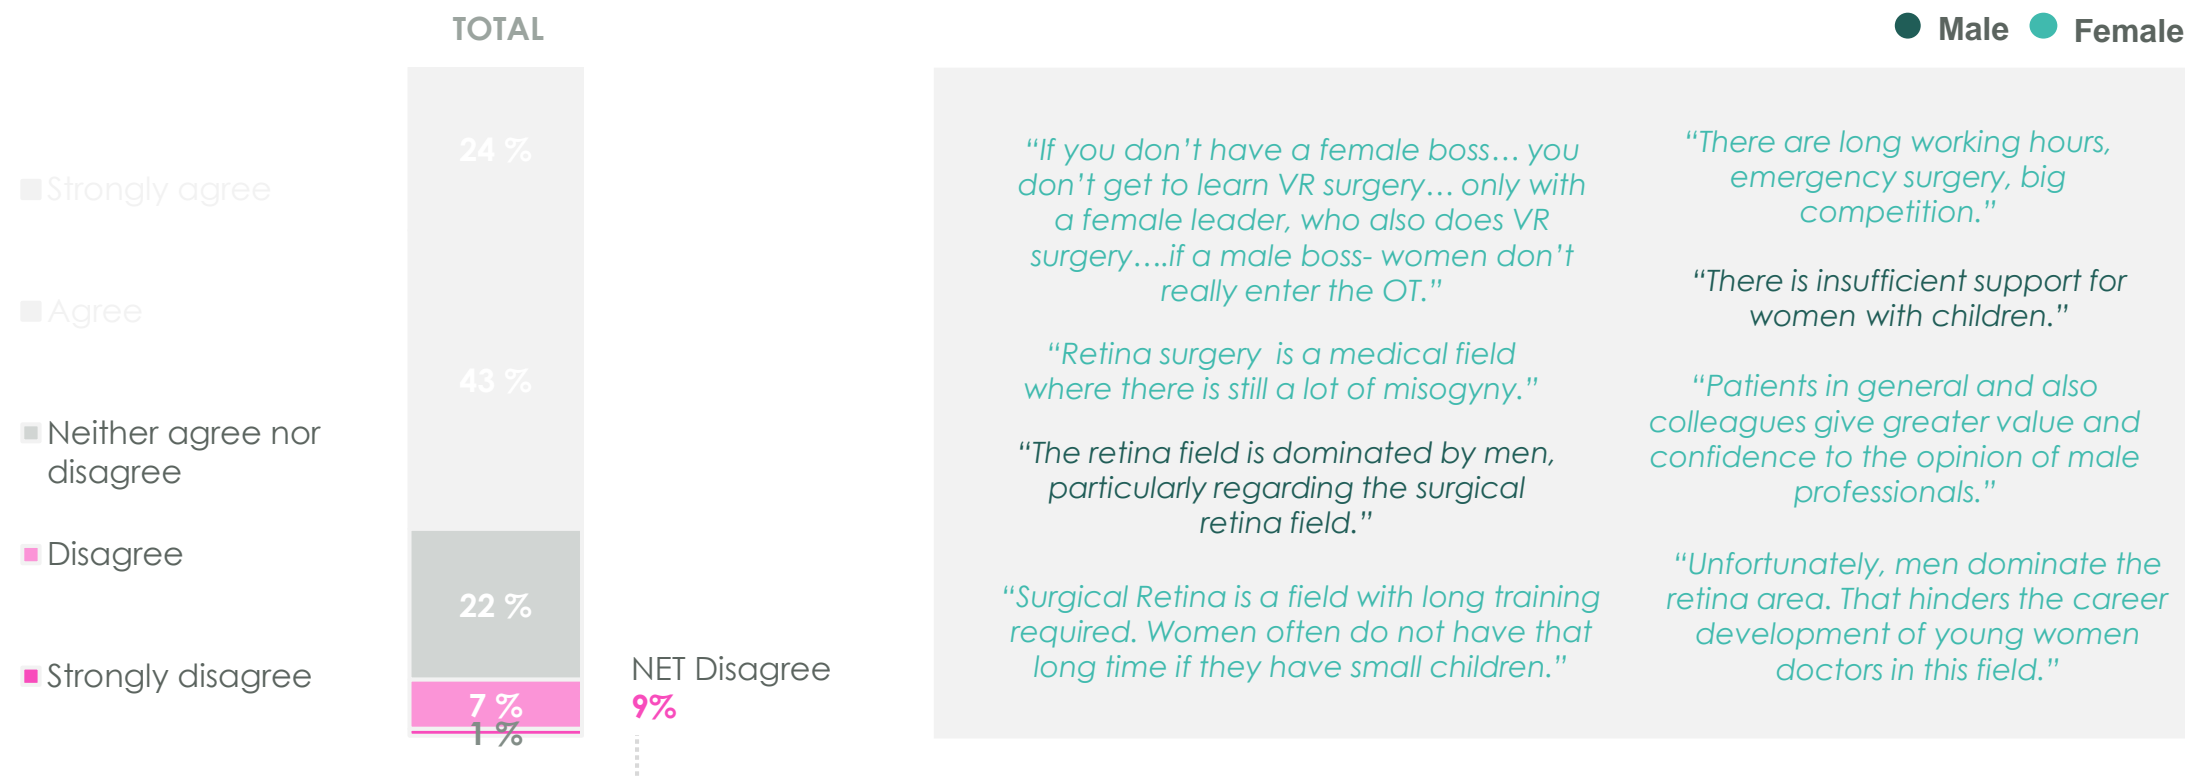 TOTAL
Male
Female
Strongly agree
Agree
Neither agree nor
disagree
Disagree
Strongly disagree
24 %
43 %
22 %
7 %
1 %
NET Disagree
9%
“If you don’t have a female boss… you
don’t get to learn VR surgery… only with
a female leader, who also does VR
surgery….if a male boss- women don’t
really enter the OT.”
“Retina surgery is a medical field
where there is still a lot of misogyny.”
“The retina field is dominated by men,
particularly regarding the surgical
retina field.”
“Surgical Retina is a field with long training
required. Women often do not have that
long time if they have small children.”
“There are long working hours,
emergency surgery, big
competition.”
“There is insufficient support for
women with children.”
“Patients in general and also
colleagues give greater value and
confidence to the opinion of male
professionals.”
“Unfortunately, men dominate the
retina area. That hinders the career
development of young women
doctors in this field.”